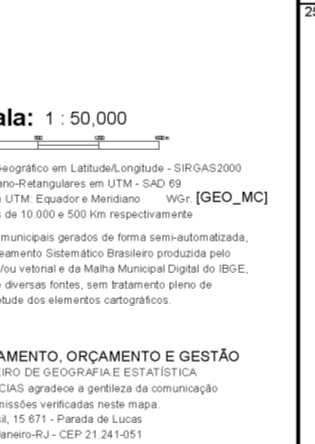 25
ala: 1 : 50,000
Geográfico em Latitude/Longitude - SIRGAS2000
ano-Retangulares em UTM - SAD 69
UTM: Equador e Meridiano WGr. [GEO_MC]
s de 10.000 e 500 Km respectivamente
municipais gerados de forma semi-automatizada,
eamento Sistemático Brasileiro produzida pelo
/ou vetorial e da Malha Municipal Digital do IBGE,
e diversas fontes, sem tratamento pleno de
etude dos elementos cartográficos.
AMENTO, ORÇAMENTO E GESTÃO
EIRO DE GEOGRAFIA E ESTATÍSTICA
CIAS agradece a gentileza da comunicação
missões verificadas neste mapa.
sil, 15 671 - Parada de Lucas
Janeiro-RJ - CEP 21.241-051